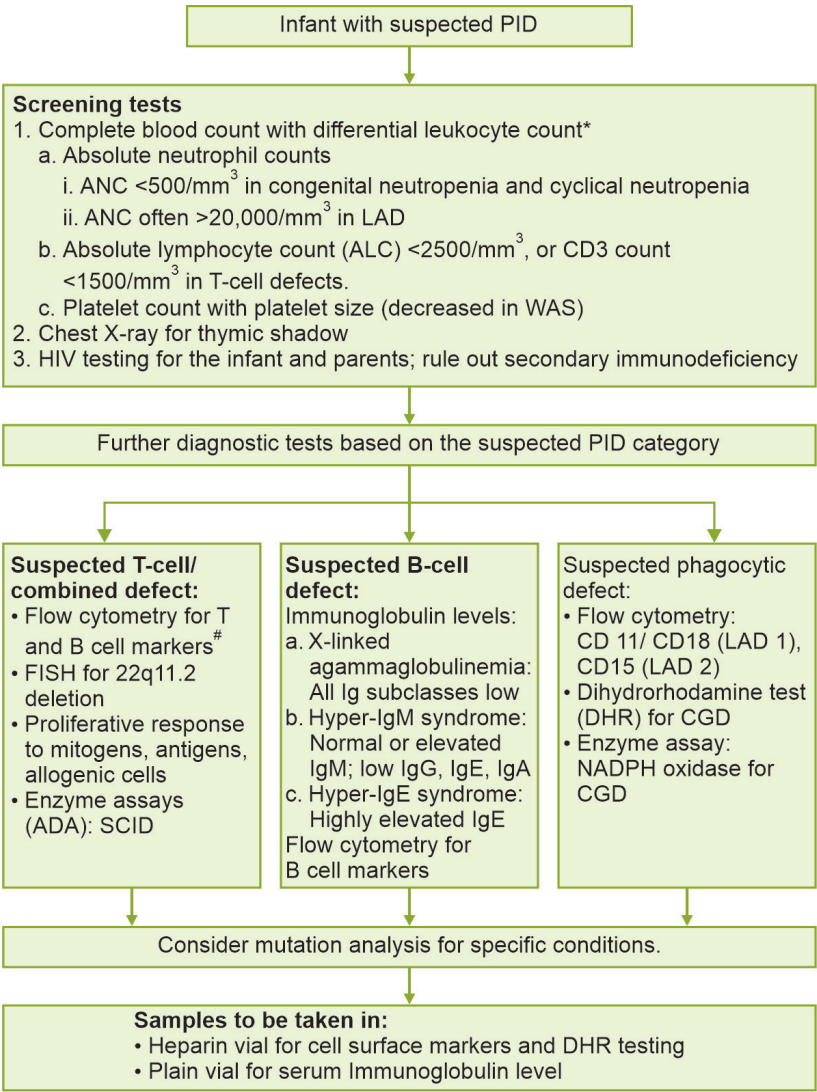 Infant with suspected PID
Screening tests
1. Complete blood count with differential leukocyte count*
a. Absolute neutrophil counts
i. ANC <500/mm³ in congenital neutropenia and cyclical neutropenia
ii. ANC often >20,000/mm³ in LAD
b. Absolute lymphocyte count (ALC) <2500/mm³, or CD3 count
<1500/mm³ in T-cell defects.
c. Platelet count with platelet size (decreased in WAS)
2. Chest X-ray for thymic shadow
3. HIV testing for the infant and parents; rule out secondary immunodeficiency
Further diagnostic tests based on the suspected PID category
Suspected T-cell/
combined defect:
• Flow cytometry for T
and B cell markers#
• FISH for 22q11.2
deletion
• Proliferative response
to mitogens, antigens,
allogenic cells
• Enzyme assays
(ADA): SCID
Suspected B-cell
defect:
Immunoglobulin levels:
a. X-linked
agammaglobulinemia:
All Ig subclasses low
b. Hyper-IgM syndrome:
Normal or elevated
IgM; low IgG, IgE, IgA
c. Hyper-IgE syndrome:
Highly elevated IgE
Flow cytometry for
B cell markers
Suspected phagocytic
defect:
• Flow cytometry:
CD 11/ CD18 (LAD 1),
CD15 (LAD 2)
• Dihydrorhodamine test
(DHR) for CGD
• Enzyme assay:
NADPH oxidase for
CGD
Consider mutation analysis for specific conditions.
Samples to be taken in:
• Heparin vial for cell surface markers and DHR testing
• Plain vial for serum Immunoglobulin level